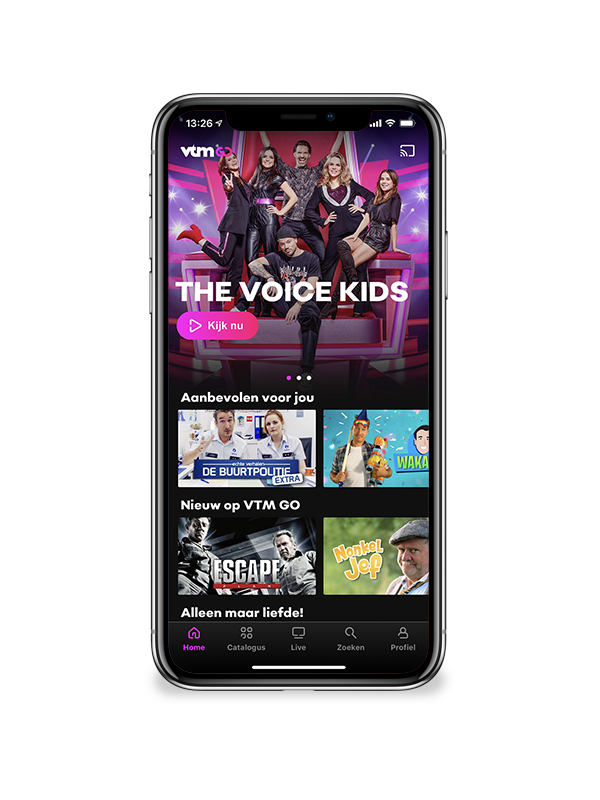 13:26
vtm GO
THE VOICE KIDS
Kijk nu
Aanbevolen voor jou
echte verhalen
DE BUURTPOLITIE
EXTRA
WAKA
Nieuw op VTM GO
ESCAPE
PLAN
Nonkel
Jef
Alleen maar liefde!
Home Catalogus Live Zoeken Profiel